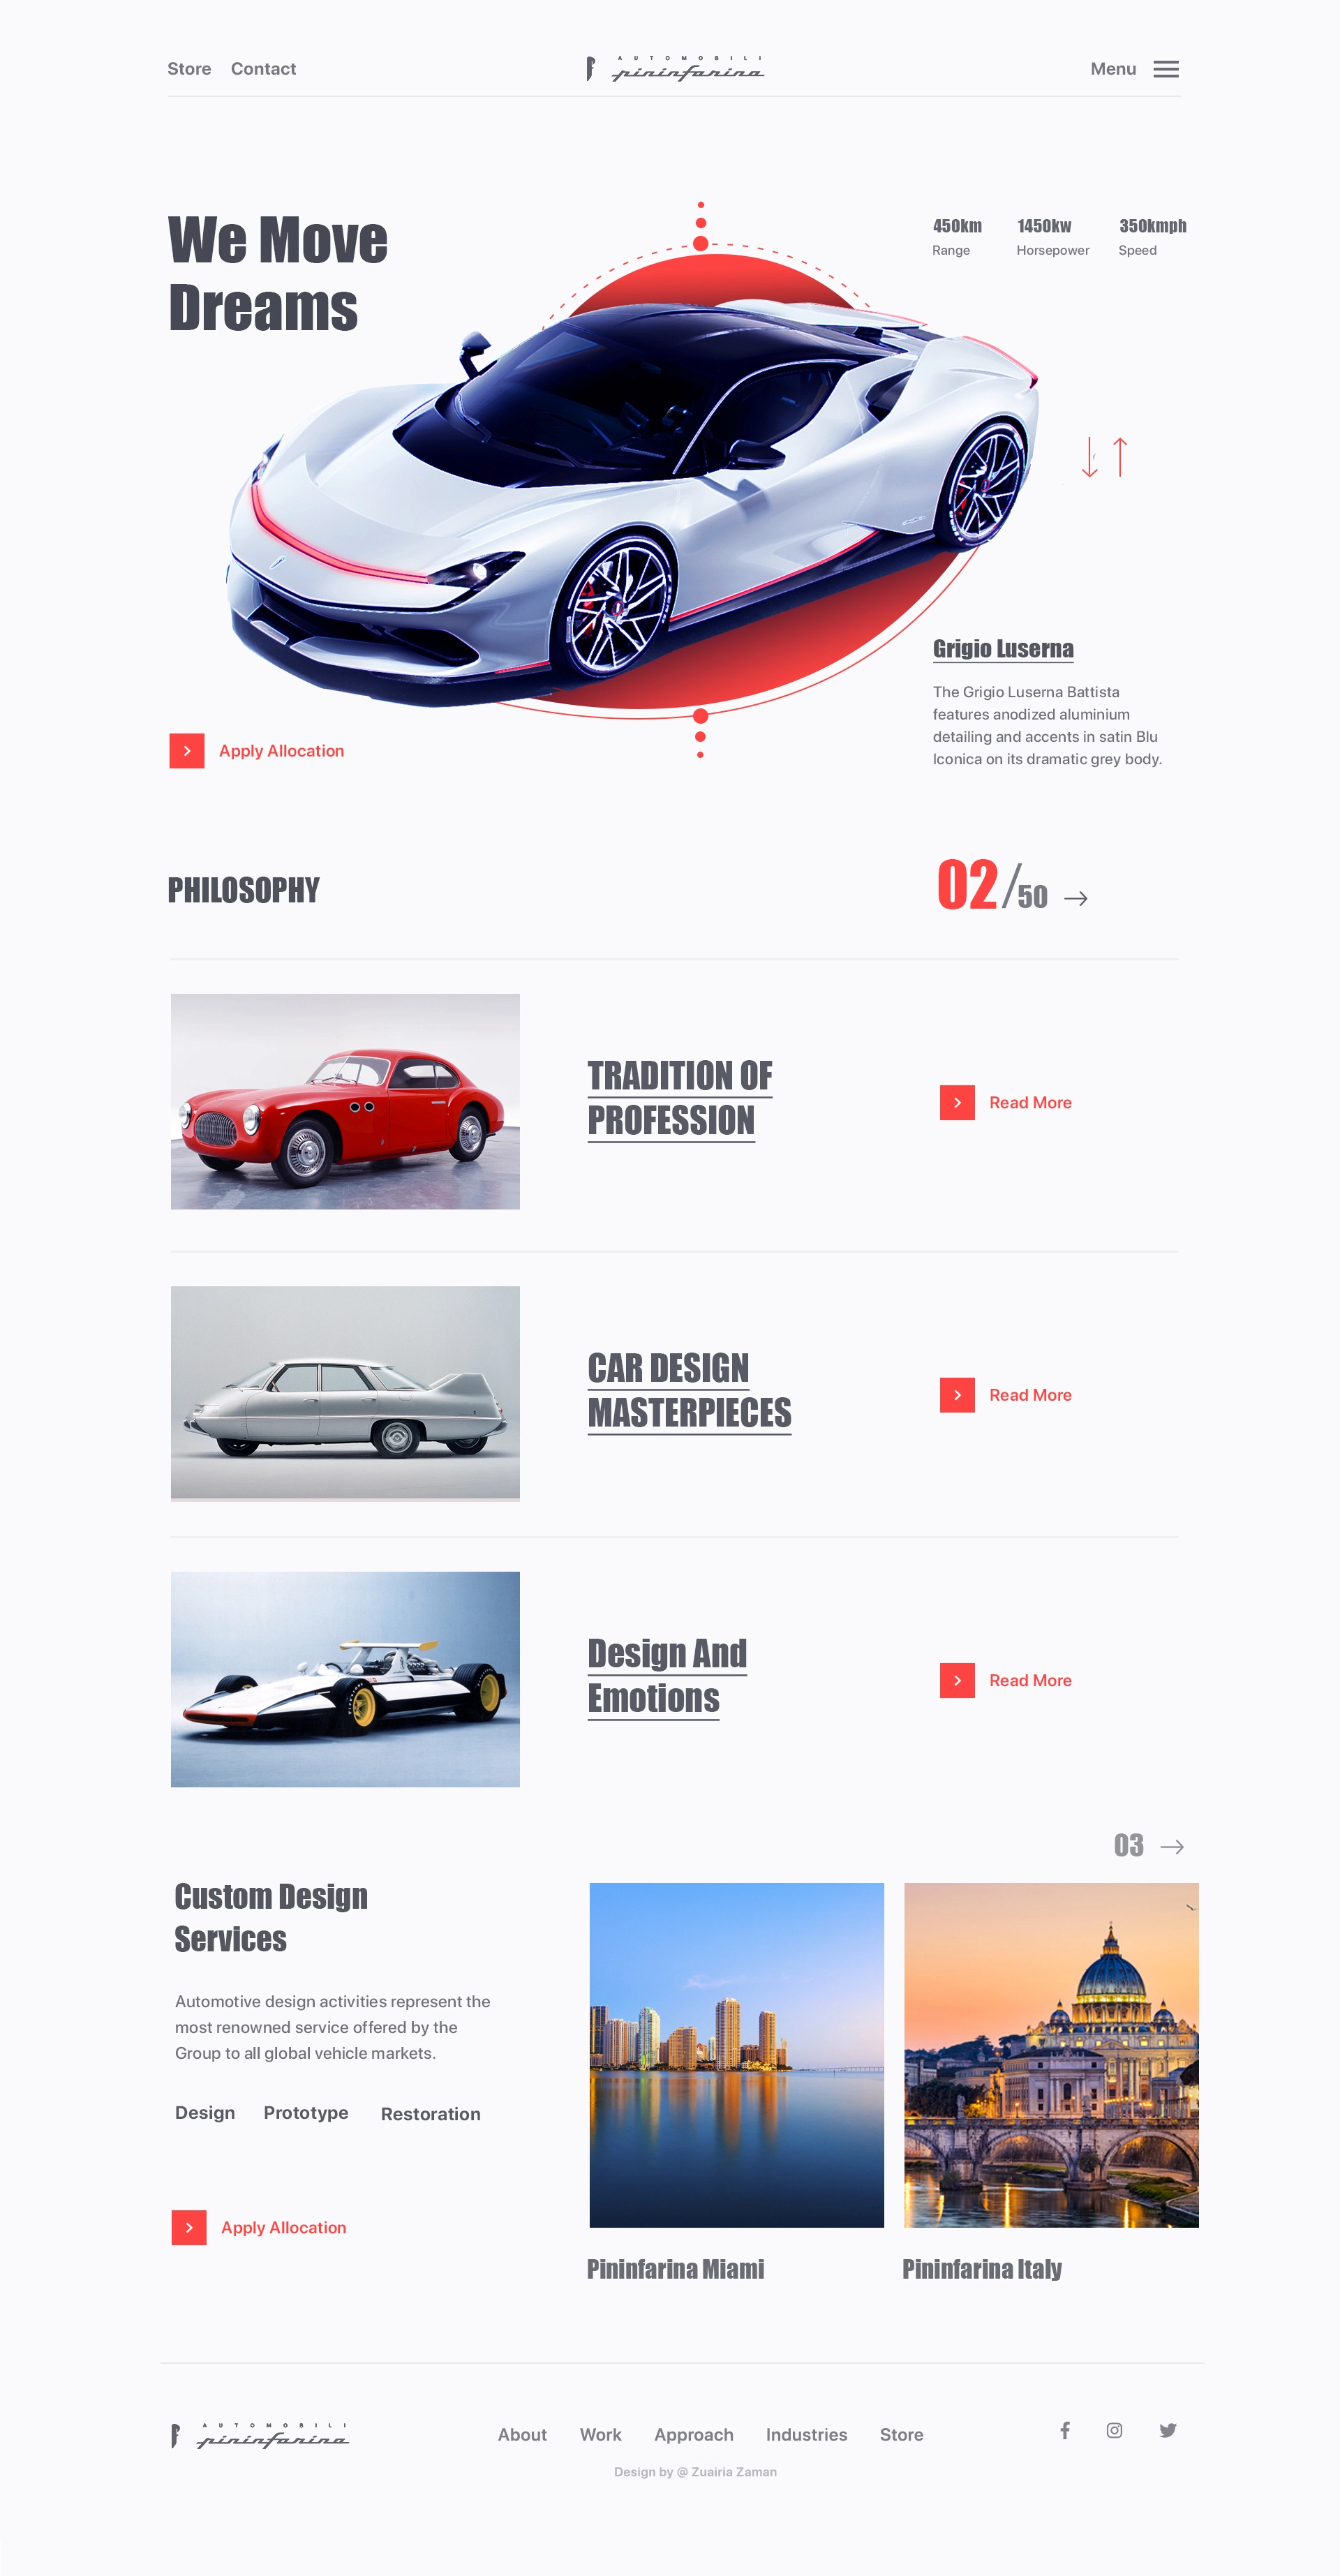 Store Contact
AUTOMOBILI
pininfarina
Menu
We Move
Dreams
450km 1450kw 350kmph
Range Horsepower Speed
Grigio Luserna
The Grigio Luserna Battista
features anodized aluminium
detailing and accents in satin Blu
Iconica on its dramatic grey body.
Apply Allocation
PHILOSOPHY
02/50
TRADITION OF
PROFESSION
Read More
CAR DESIGN
MASTERPIECES
Read More
Design And
Emotions
Read More
03
Custom Design
Services
Automotive design activities represent the
most renowned service offered by the
Group to all global vehicle markets.
Design Prototype Restoration
Apply Allocation
Pininfarina Miami
Pininfarina Italy
AUTOMOBILI
pininfarina
About Work Approach Industries Store
Design by @ Zuairia Zaman